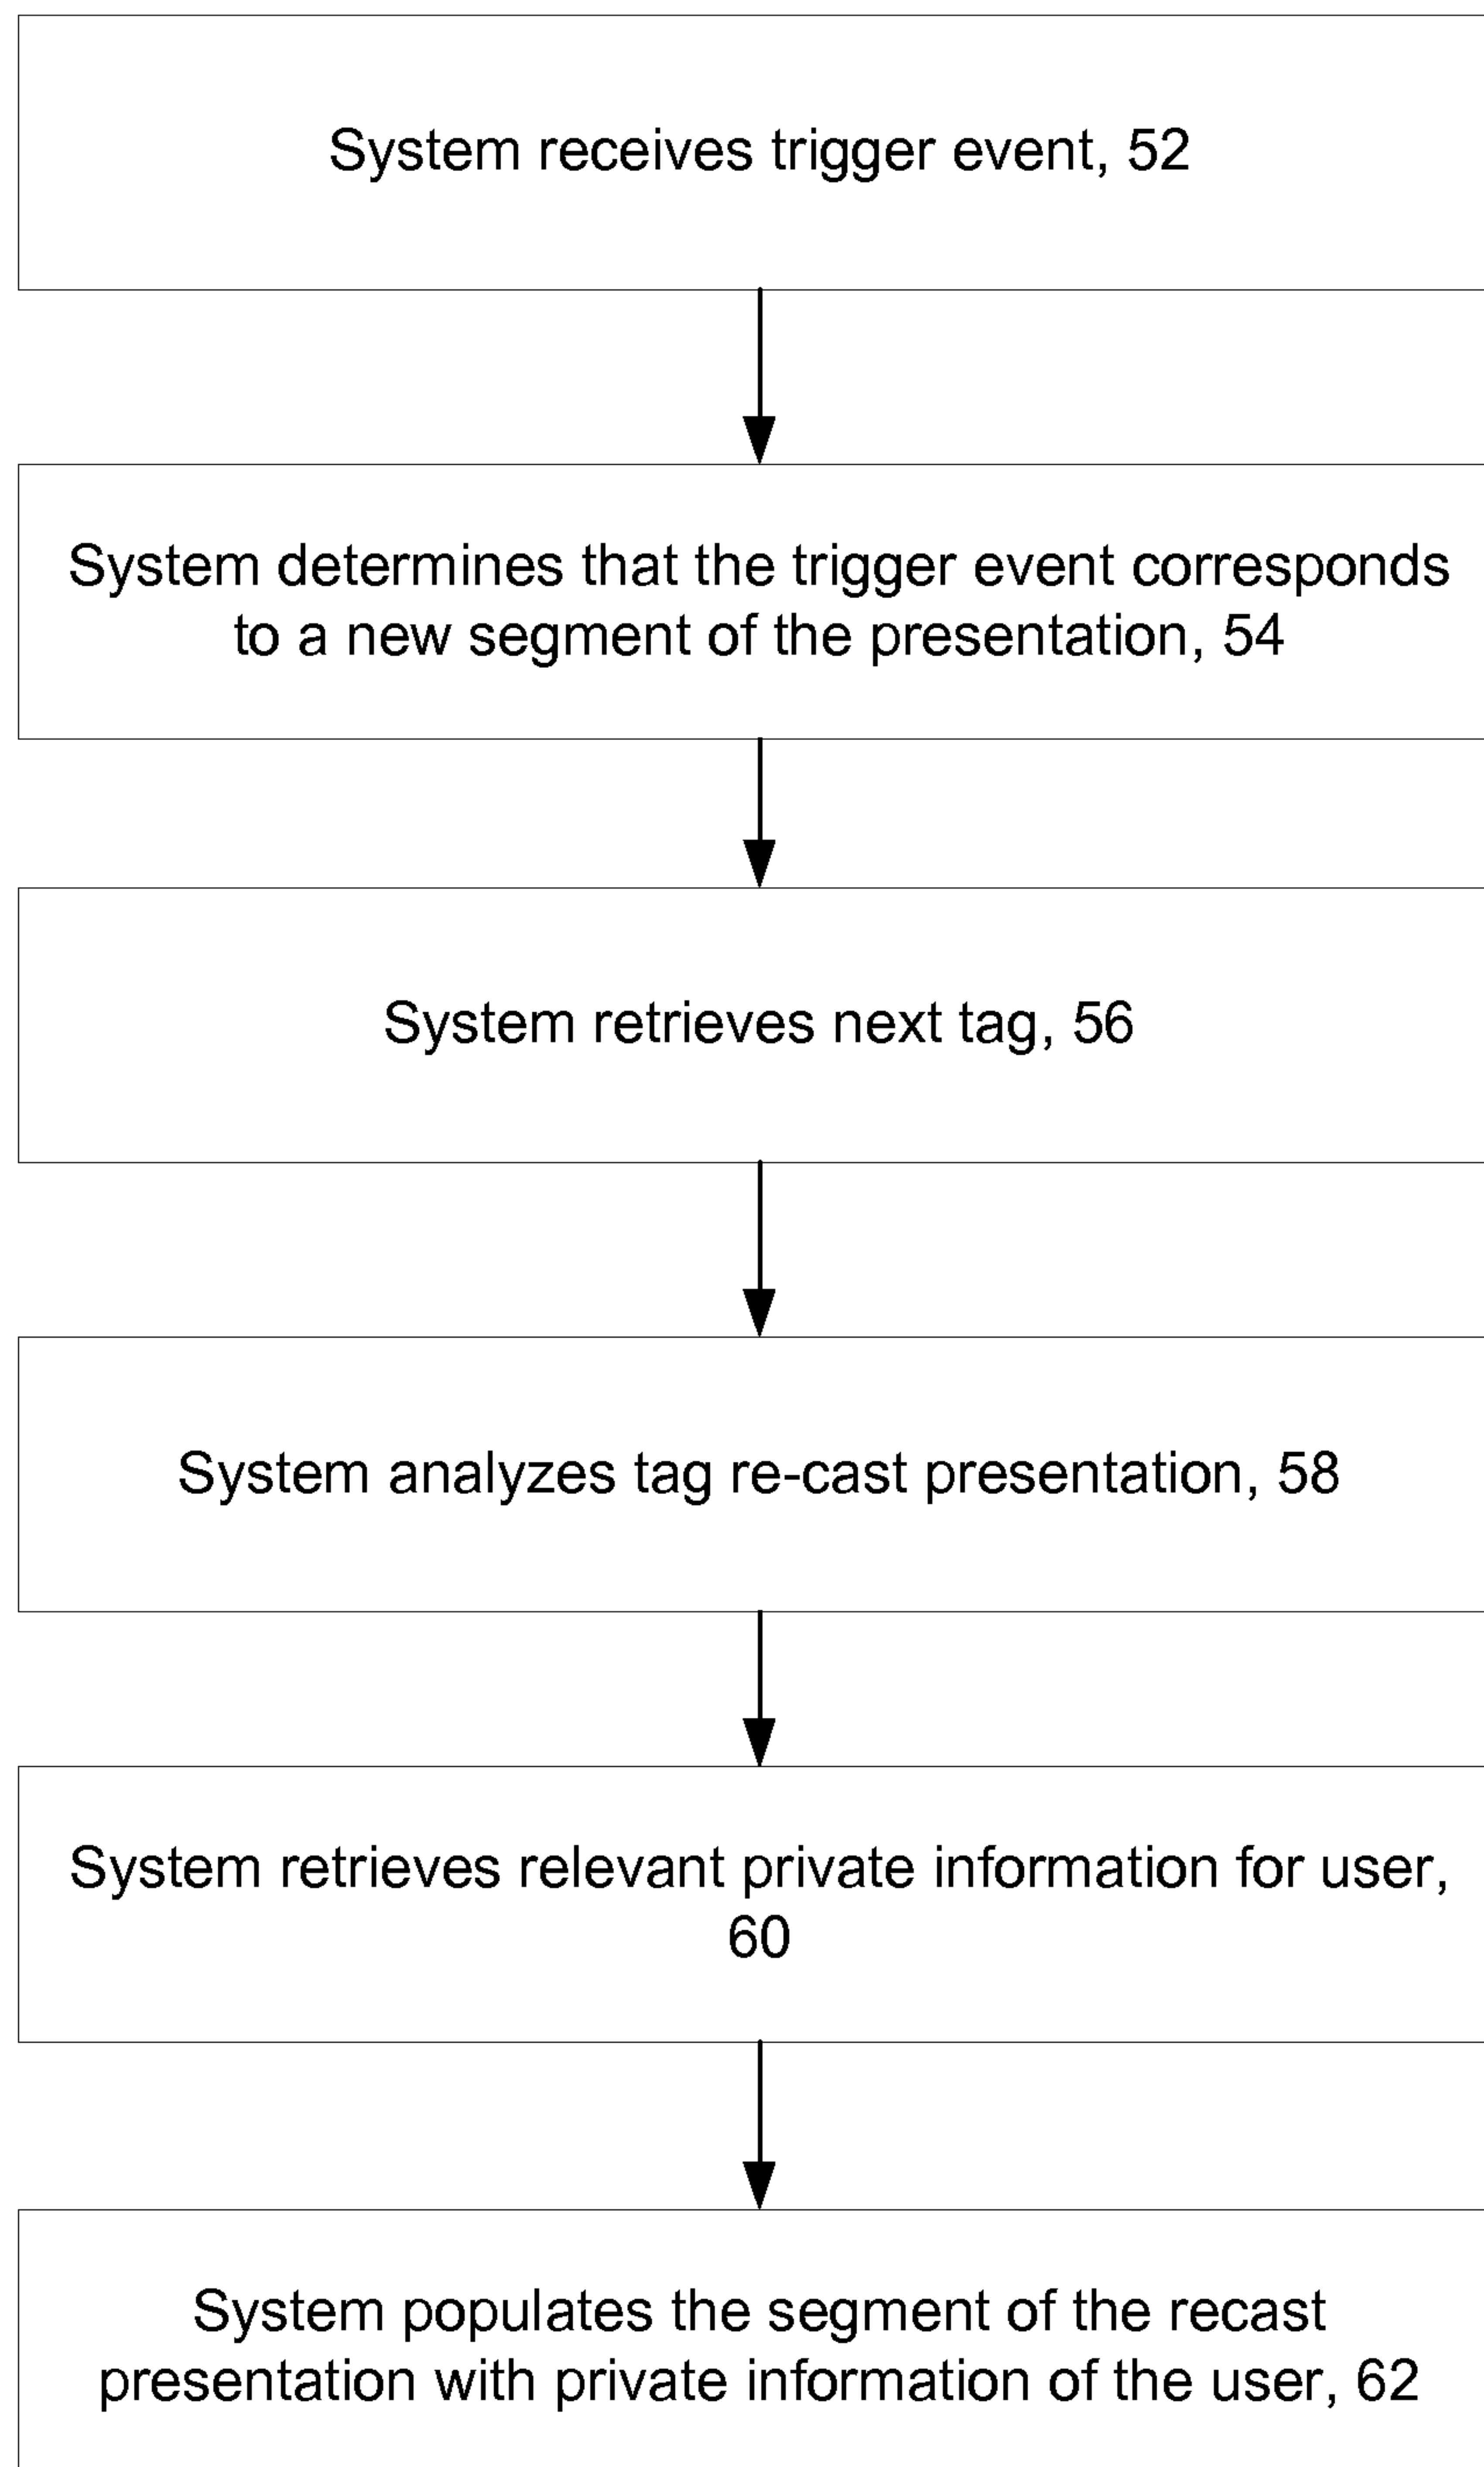 System receives trigger event, 52
System determines that the trigger event corresponds
to a new segment of the presentation, 54
System retrieves next tag, 56
System analyzes tag re-cast presentation, 58
System retrieves relevant private information for user,
60
System populates the segment of the recast
presentation with private information of the user, 62